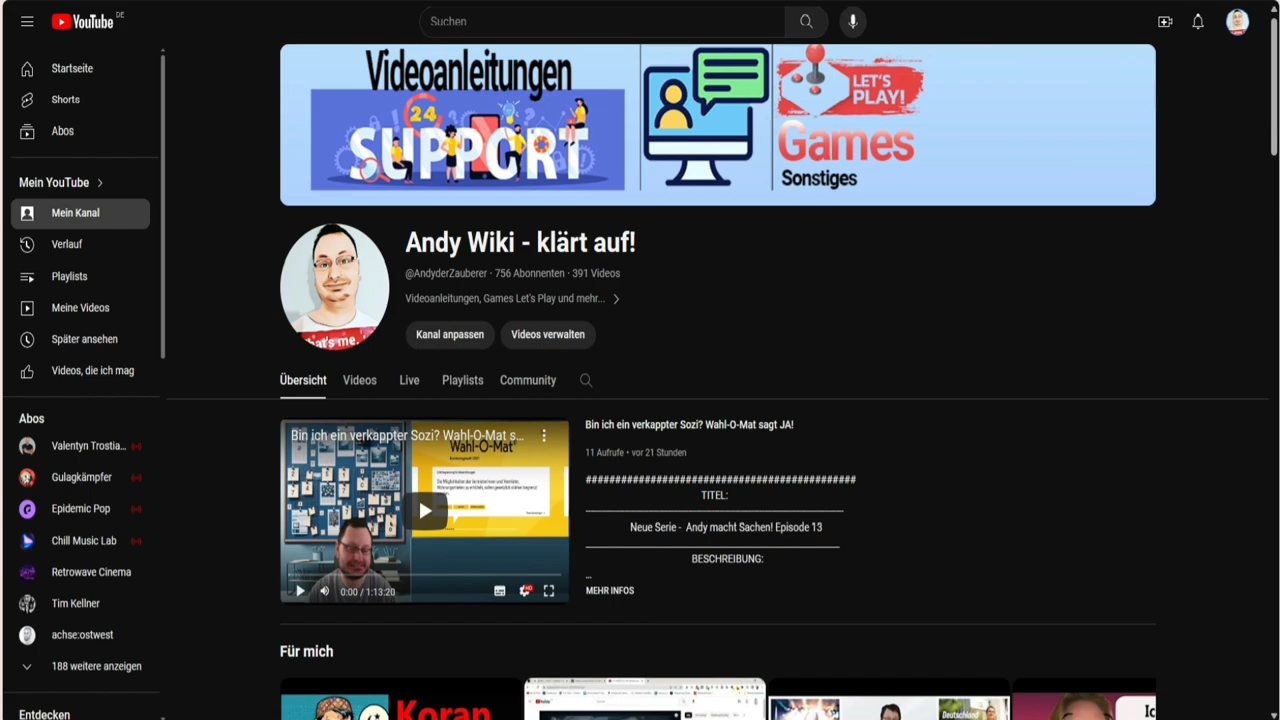 YouTube DE
Suchen
Startseite
Shorts
Abos
Mein YouTube
Mein Kanal
Verlauf
Playlists
Meine Videos
Später ansehen
Videos, die ich mag
Abos
Valentyn Trostia...
Gulagkämpfer
Epidemic Pop
Chill Music Lab
Retrowave Cinema
Tim Kellner
achse:ostwest
188 weitere anzeigen
Entdecken
Videoanleitungen
24
SUPPORT
LET'S
PLAY!
Games
Sonstiges
that's me.
Andy Wiki - klärt auf!
@AndyderZauberer · 756 Abonnenten · 391 Videos
Videoanleitungen, Games Let's Play und mehr...
Kanal anpassen
Videos verwalten
Übersicht
Videos
Live
Playlists
Community
Bin ich ein verkappter Sozi? Wahl-O-Mat s...
Wahl-O-Mat
0:00 / 1:13:20
HD
Bin ich ein verkappter Sozi? Wahl-O-Mat sagt JA!
11 Aufrufe • vor 21 Stunden
############################################
TITEL:
Neue Serie - Andy macht Sachen! Episode 13
BESCHREIBUNG:
...
MEHR INFOS
Für mich
Koran
Deutschland